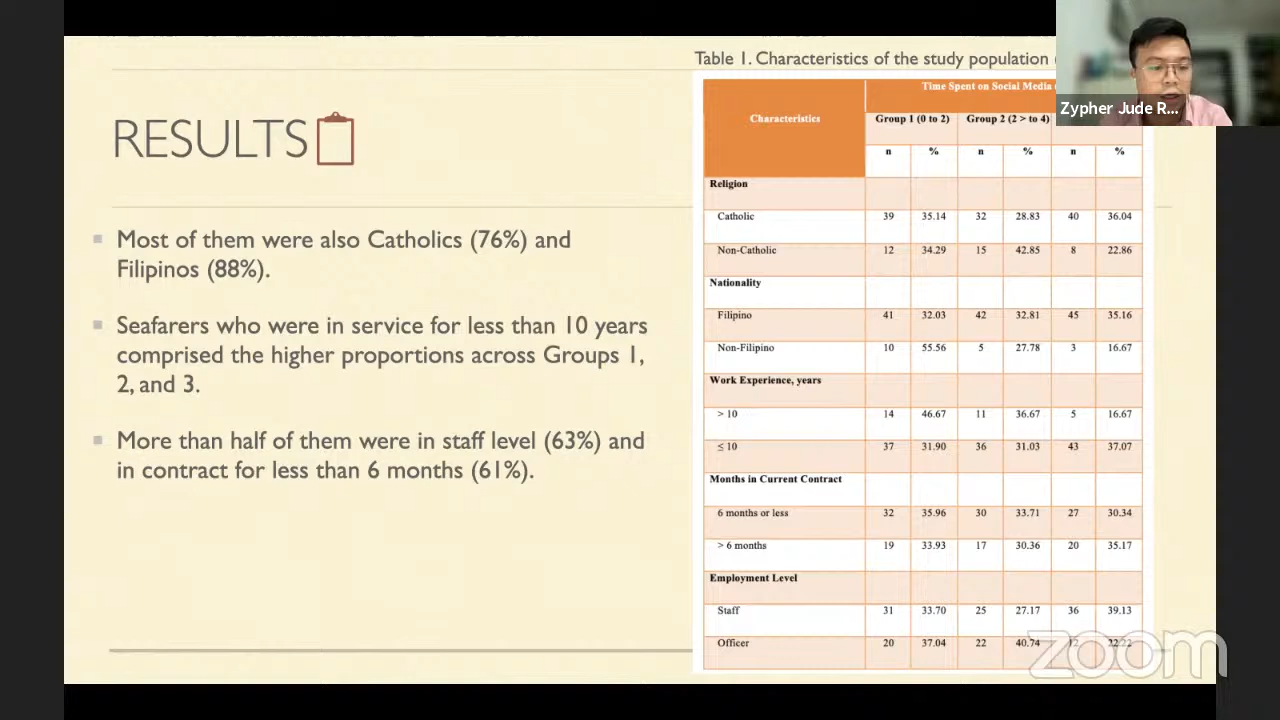 Table 1. Characteristics of the study population
RESULTS
Most of them were also Catholics (76%) and
Filipinos (88%).
Seafarers who were in service for less than 10 years
comprised the higher proportions across Groups 1,
2, and 3.
More than half of them were in staff level (63%) and
in contract for less than 6 months (61%).
Characteristics
Time Spent on Social Media
Group 1 (0 to 2) Group 2 (2 > to 4)
n % n % n %
Religion
Catholic 39 35.14 32 28.83 40 36.04
Non-Catholic 12 34.29 15 42.85 8 22.86
Nationality
Filipino 41 32.03 42 32.81 45 35.16
Non-Filipino 10 55.56 5 27.78 3 16.67
Work Experience, years
> 10 14 46.67 11 36.67 5 16.67
≤ 10 37 31.90 36 31.03 43 37.07
Months in Current Contract
6 months or less 32 35.96 30 33.71 27 30.34
> 6 months 19 33.93 17 30.36 20 35.17
Employment Level
Staff 31 33.70 25 27.17 36 39.13
Officer 20 37.04 22 40.74 12 22.22
Zypher Jude R...
zoom